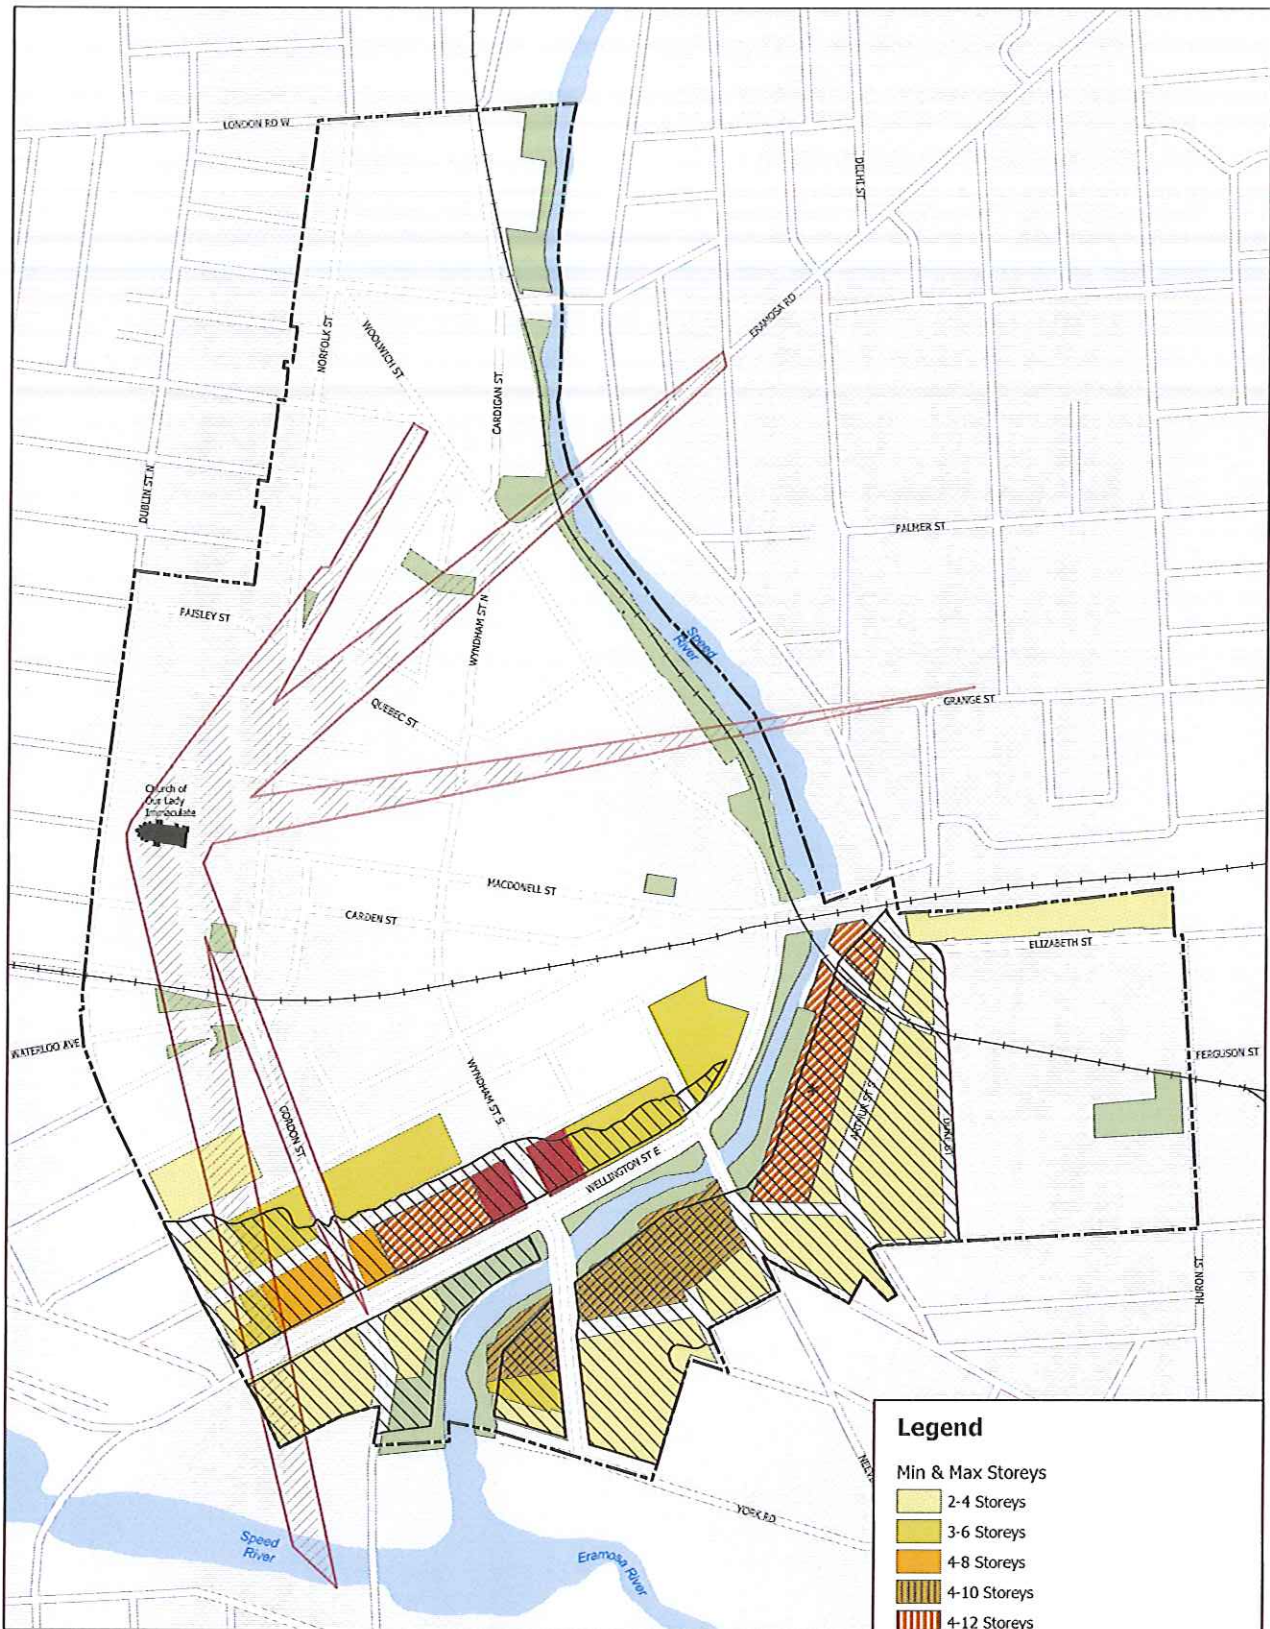 LONDON RD W
DELHI ST
ERAMOSA RD
NORFOLK ST
WOOLWICH ST
CARDIGAN ST
DUBLIN ST N
PALMER ST
PAISLEY ST
WYNDHAM ST N
Speed
River
QUEBEC ST
GRANGE ST
Church of
Our Lady
Immaculate
MACDONELL ST
CARDEN ST
ELIZABETH ST
WATERLOO AVE
FERGUSON ST
WYNDHAM ST S
GORDON ST
ARTHUR ST S
WELLINGTON ST E
HURON ST
YORK RD
Speed
River
Eramosa River
Legend
Min & Max Storeys
2-4 Storeys
3-6 Storeys
4-8 Storeys
4-10 Storeys
4-12 Storeys